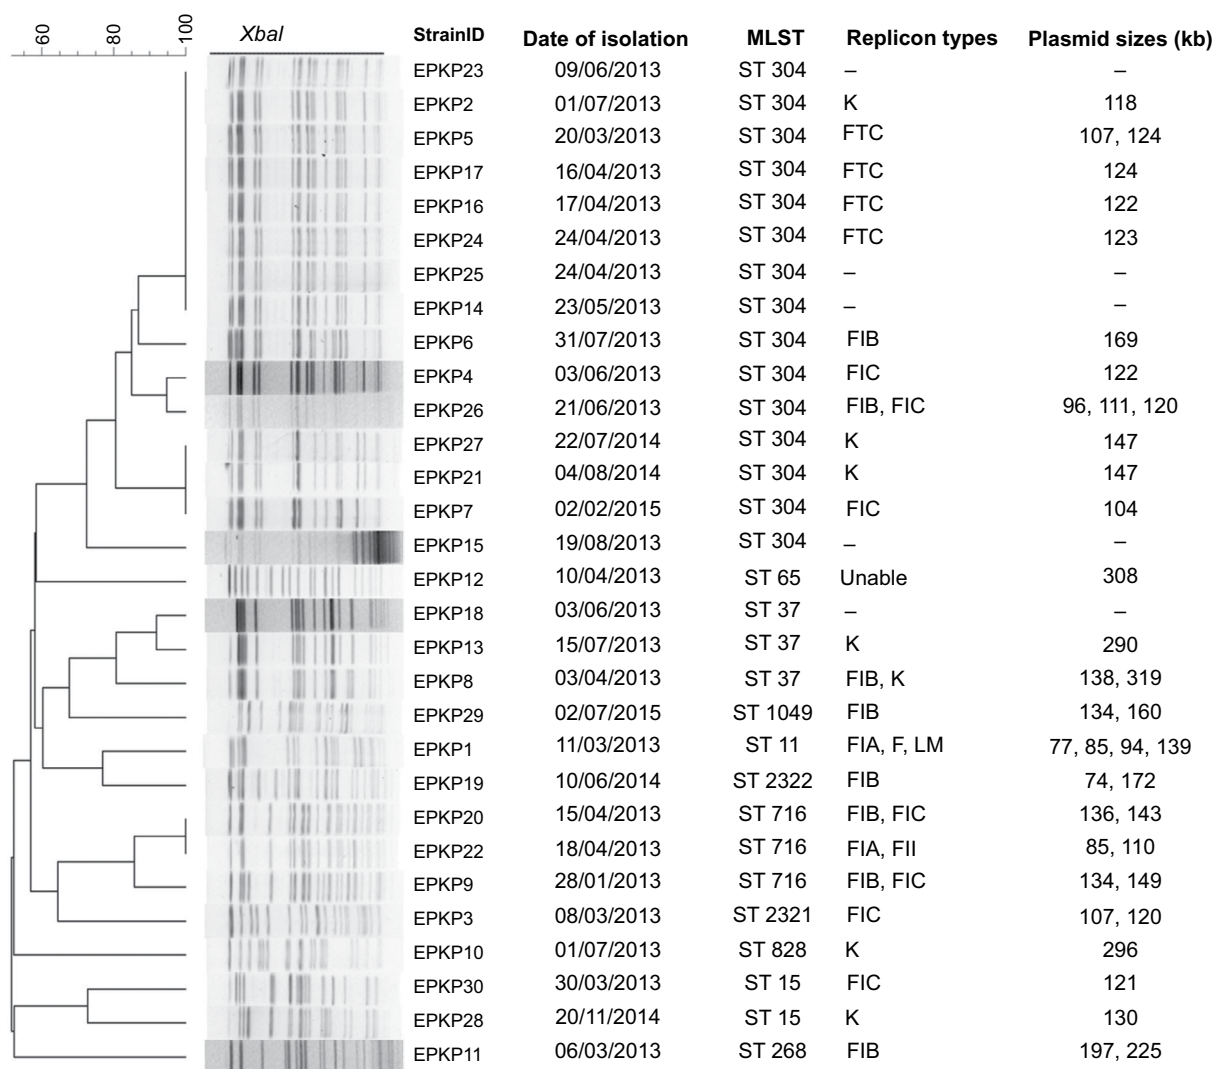 60 80 100 XbaI StrainID Date of isolation MLST Replicon types Plasmid sizes (kb)
EPKP23 09/06/2013 ST 304 – –
EPKP2 01/07/2013 ST 304 K 118
EPKP5 20/03/2013 ST 304 FTC 107, 124
EPKP17 16/04/2013 ST 304 FTC 124
EPKP16 17/04/2013 ST 304 FTC 122
EPKP24 24/04/2013 ST 304 FTC 123
EPKP25 24/04/2013 ST 304 – –
EPKP14 23/05/2013 ST 304 – –
EPKP6 31/07/2013 ST 304 FIB 169
EPKP4 03/06/2013 ST 304 FIC 122
EPKP26 21/06/2013 ST 304 FIB, FIC 96, 111, 120
EPKP27 22/07/2014 ST 304 K 147
EPKP21 04/08/2014 ST 304 K 147
EPKP7 02/02/2015 ST 304 FIC 104
EPKP15 19/08/2013 ST 304 – –
EPKP12 10/04/2013 ST 65 Unable 308
EPKP18 03/06/2013 ST 37 – –
EPKP13 15/07/2013 ST 37 K 290
EPKP8 03/04/2013 ST 37 FIB, K 138, 319
EPKP29 02/07/2015 ST 1049 FIB 134, 160
EPKP1 11/03/2013 ST 11 FIA, F, LM 77, 85, 94, 139
EPKP19 10/06/2014 ST 2322 FIB 74, 172
EPKP20 15/04/2013 ST 716 FIB, FIC 136, 143
EPKP22 18/04/2013 ST 716 FIA, FII 85, 110
EPKP9 28/01/2013 ST 716 FIB, FIC 134, 149
EPKP3 08/03/2013 ST 2321 FIC 107, 120
EPKP10 01/07/2013 ST 828 K 296
EPKP30 30/03/2013 ST 15 FIC 121
EPKP28 20/11/2014 ST 15 K 130
EPKP11 06/03/2013 ST 268 FIB 197, 225